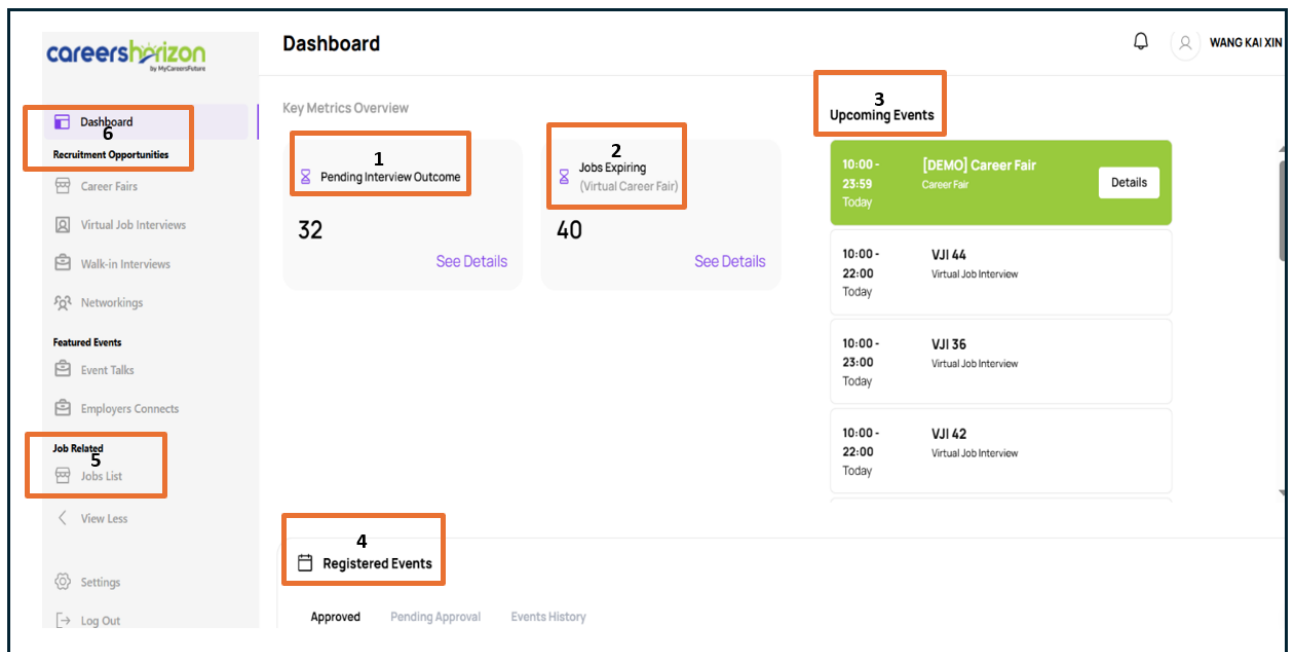 careershorizon
by MyCareersFuture
Dashboard
6
Recruitment Opportunities
Career Fairs
Virtual Job Interviews
Walk-in Interviews
Networkings
Featured Events
Event Talks
Employers Connects
Job Related
5
Jobs List
View Less
Settings
Log Out
Dashboard
WANG KAI XIN
Key Metrics Overview
1
Pending Interview Outcome
32
See Details
2
Jobs Expiring
(Virtual Career Fair)
40
See Details
3
Upcoming Events
10:00 -
23:59
Today
[DEMO] Career Fair
Career Fair
Details
10:00 -
22:00
Today
VJI 44
Virtual Job Interview
10:00 -
23:00
Today
VJI 36
Virtual Job Interview
10:00 -
22:00
Today
VJI 42
Virtual Job Interview
4
Registered Events
Approved Pending Approval Events History